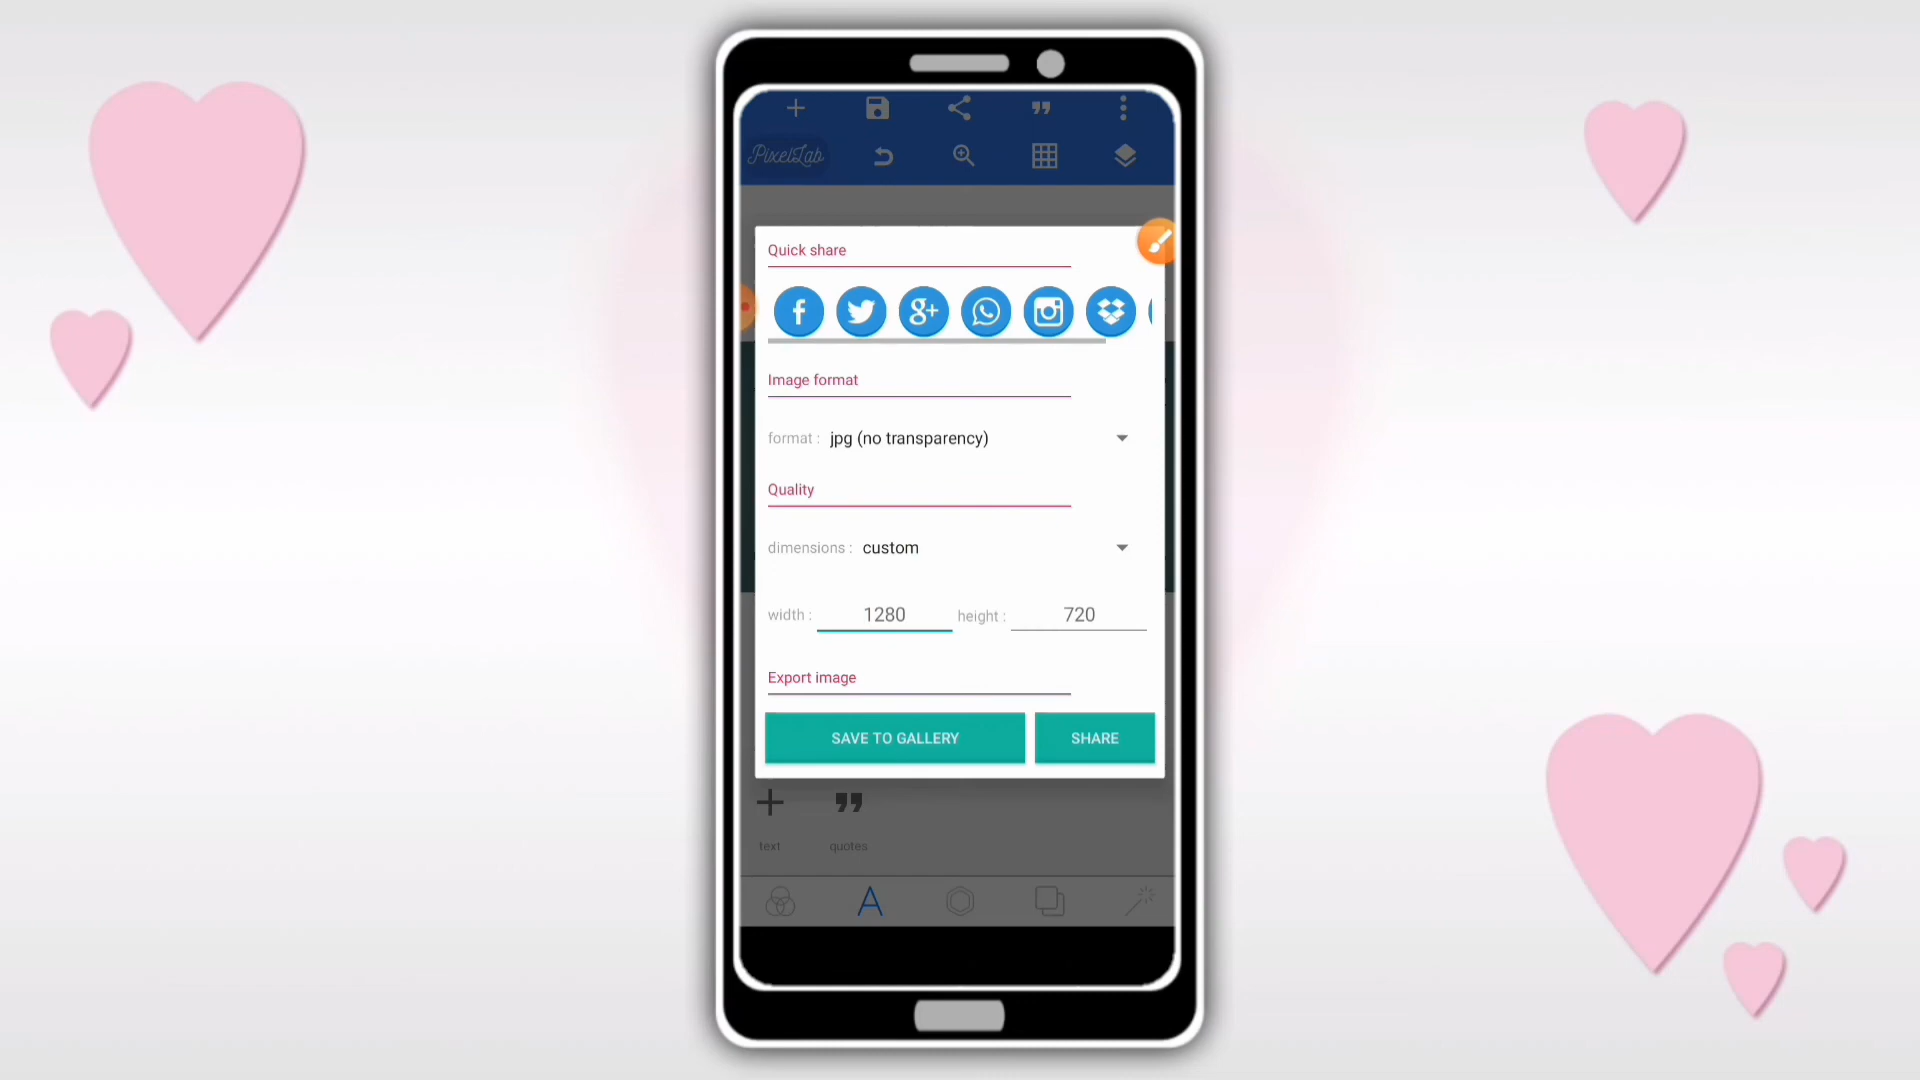 PixelLab
Quick share
Image format
format : jpg (no transparency)
Quality
dimensions : custom
width : 1280 height : 720
Export image
SAVE TO GALLERY SHARE
text quotes